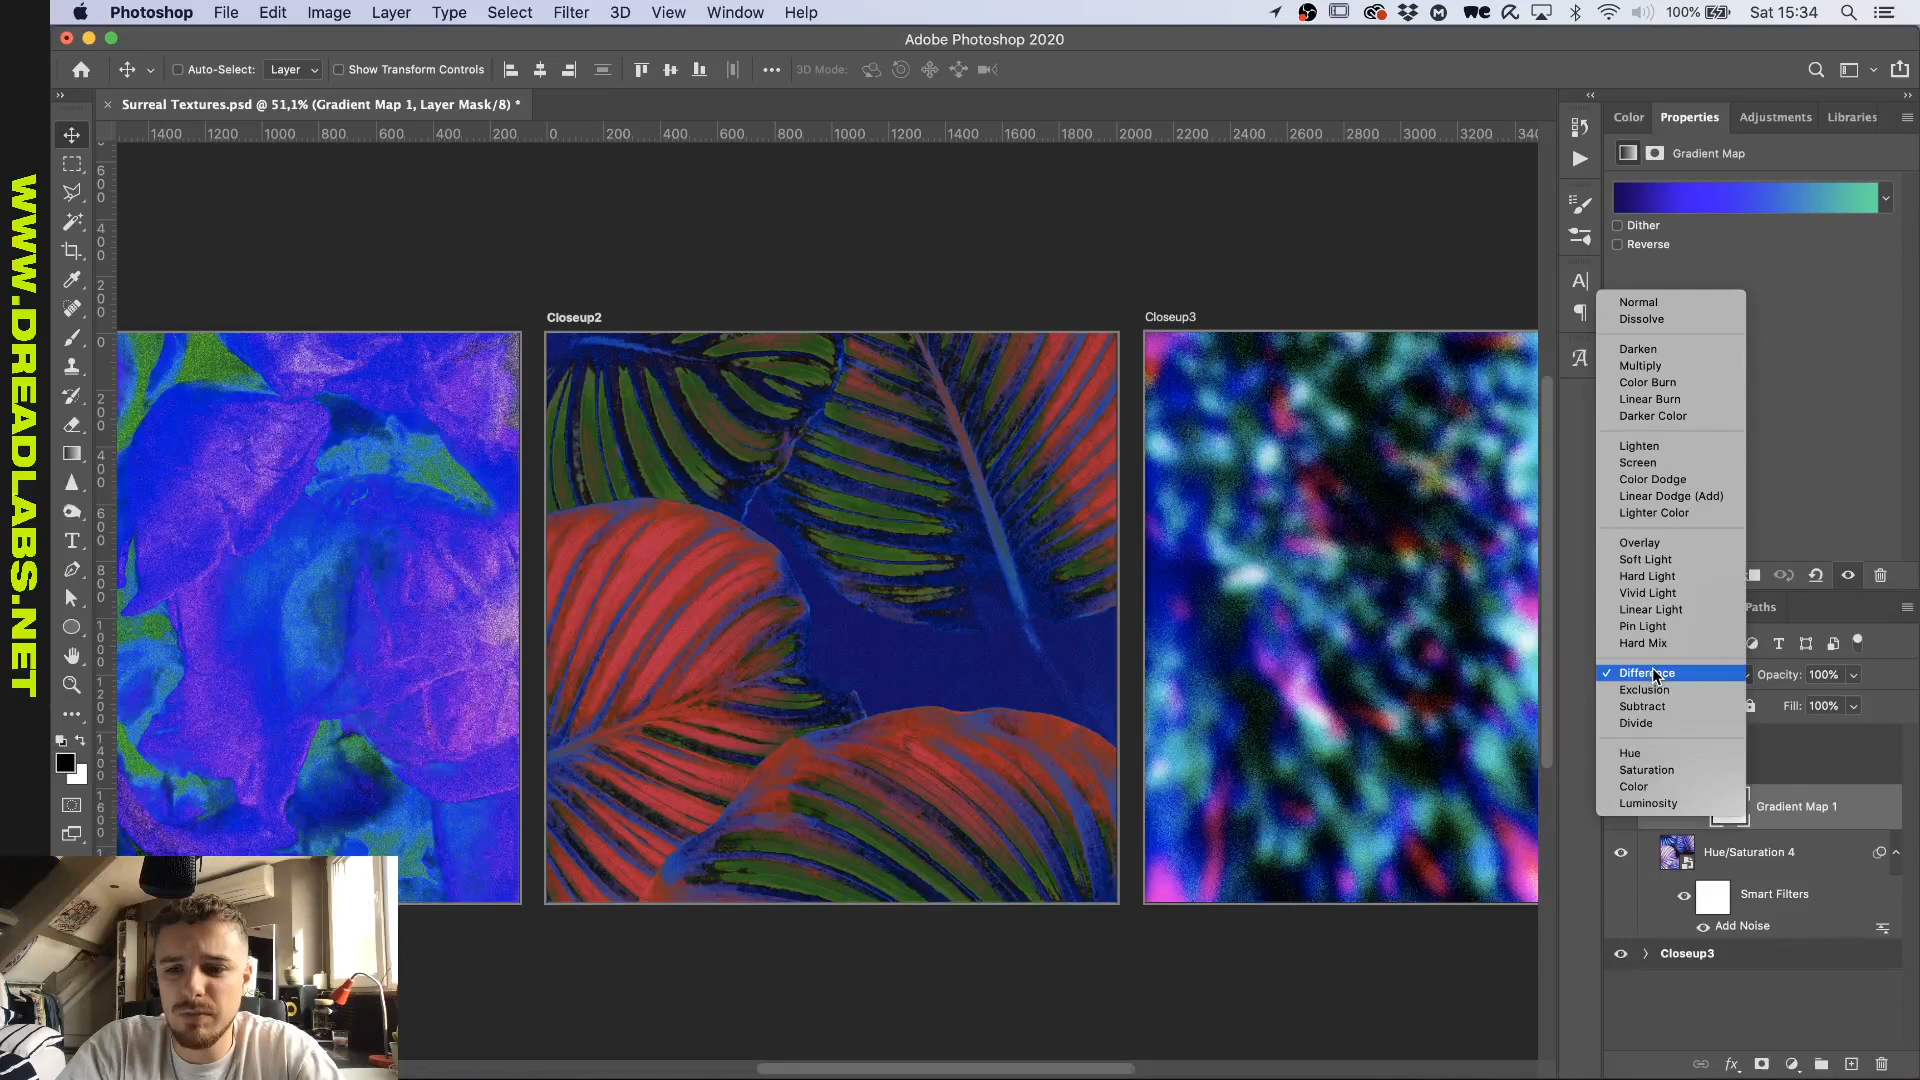 Photoshop File Edit Image Layer Type Select Filter 3D View Window Help
100% Sat 15:34
Adobe Photoshop 2020
Auto-Select: Layer Show Transform Controls 3D Mode:
Surreal Textures.psd @ 51,1% (Gradient Map 1, Layer Mask/8) *
1400 1200 1000 800 600 400 200 0 200 400 600 800 1000 1200 1400 1600 1800 2000 2200 2400 2600 2800 3000 3200
Color Properties Adjustments Libraries
Gradient Map
Dither
Reverse
Closeup2
Closeup3
Normal
Dissolve
Darken
Multiply
Color Burn
Linear Burn
Darker Color
Lighten
Screen
Color Dodge
Linear Dodge (Add)
Lighter Color
Overlay
Soft Light
Hard Light
Vivid Light
Linear Light
Pin Light
Hard Mix
Difference
Exclusion
Subtract
Divide
Hue
Saturation
Color
Luminosity
Paths
Opacity: 100%
Fill: 100%
Gradient Map 1
Hue/Saturation 4
Smart Filters
Add Noise
Closeup3
WWW.DREADLABS.NET